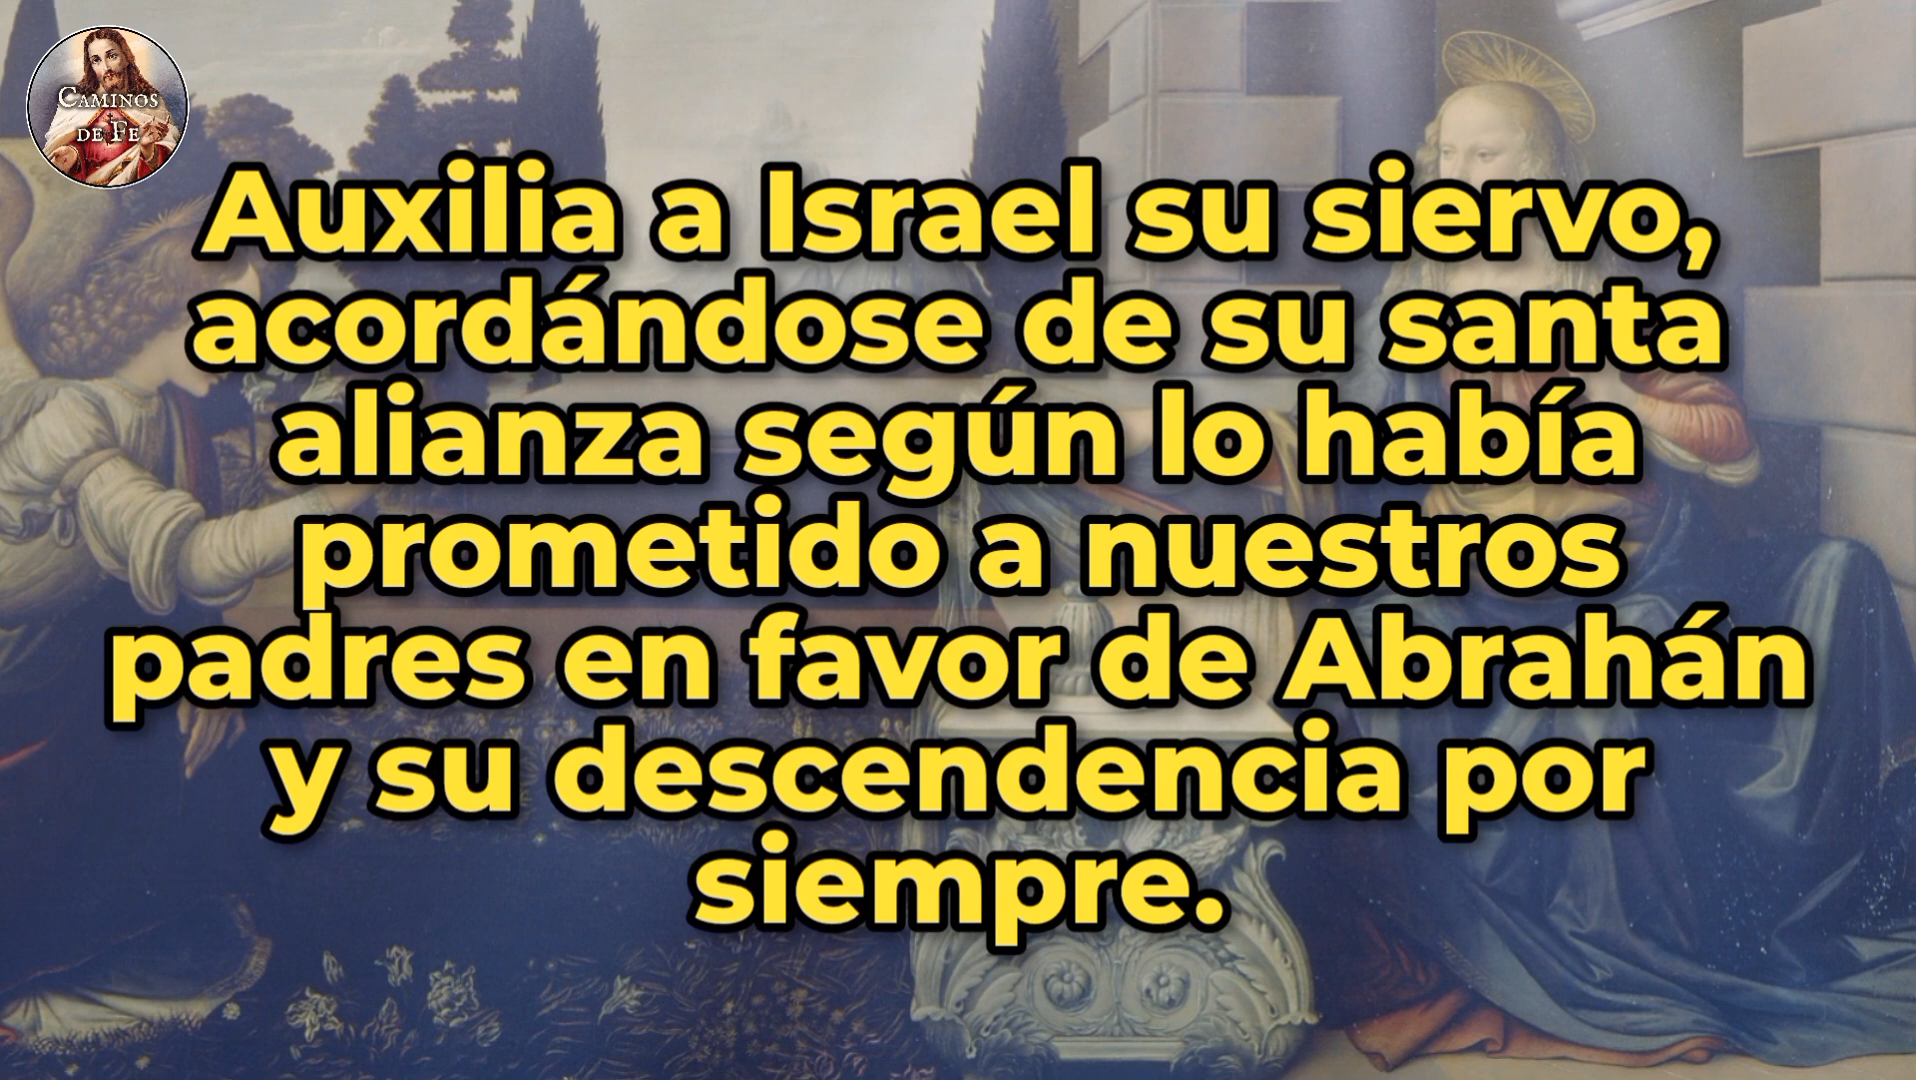 CAMINOS
DE FE
Auxilia a Israel su siervo,
acordándose de su santa
alianza según lo había
prometido a nuestros
padres en favor de Abrahán
y su descendencia por
siempre.